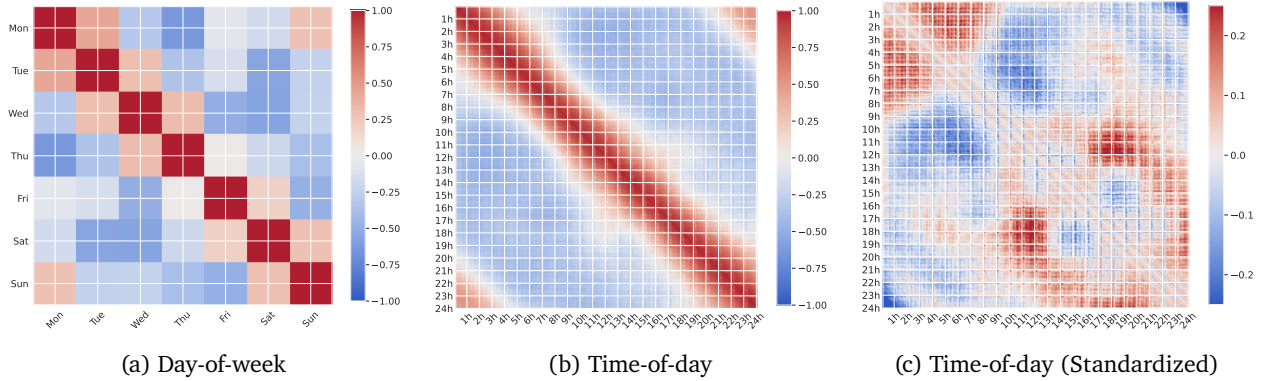 Mon
Tue
Wed
Thu
Fri
Sat
Sun
Mon
Tue
Wed
Thu
Fri
Sat
Sun
1.00
0.75
0.50
0.25
0.00
−0.25
−0.50
−0.75
−1.00
(a) Day-of-week
1h
2h
3h
4h
5h
6h
7h
8h
9h
10h
11h
12h
13h
14h
15h
16h
17h
18h
19h
20h
21h
22h
23h
24h
1h
2h
3h
4h
5h
6h
7h
8h
9h
10h
11h
12h
13h
14h
15h
16h
17h
18h
19h
20h
21h
22h
23h
24h
1.00
0.75
0.50
0.25
0.00
−0.25
−0.50
−0.75
−1.00
(b) Time-of-day
1h
2h
3h
4h
5h
6h
7h
8h
9h
10h
11h
12h
13h
14h
15h
16h
17h
18h
19h
20h
21h
22h
23h
24h
1h
2h
3h
4h
5h
6h
7h
8h
9h
10h
11h
12h
13h
14h
15h
16h
17h
18h
19h
20h
21h
22h
23h
24h
0.2
0.1
0.0
−0.1
−0.2
(c) Time-of-day (Standardized)